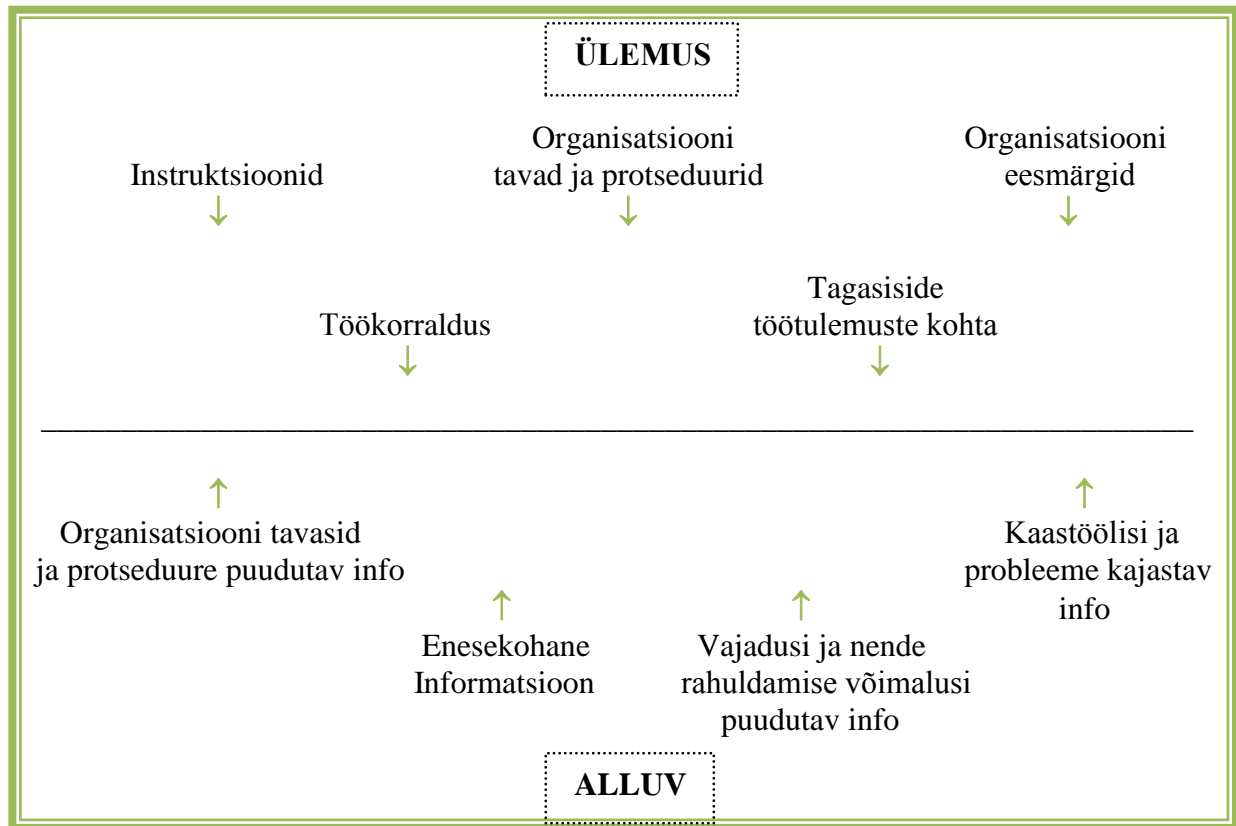 ÜLEMUS
Organisatsiooni
tavad ja protseduurid
Organisatsiooni
eesmärgid
Instruktsioonid
Töökorraldus
Tagasiside
töötulemuste kohta
Organisatsiooni tavasid
ja protseduure puudutav info
Kaastöölisi ja
probleeme kajastav
info
Enesekohane
Informatsioon
Vajadusi ja nende
rahuldamise võimalusi
puudutav info
ALLUV